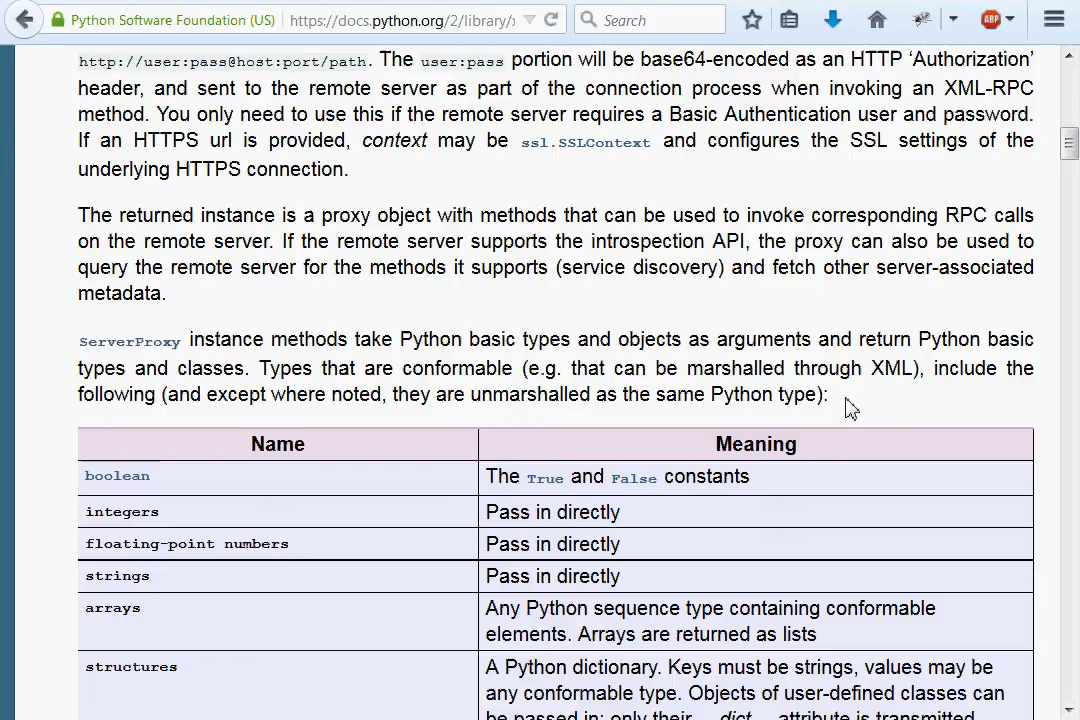 Python Software Foundation (US)
https://docs.python.org/2/library/x
Search
ABP
http://user:pass@host:port/path. The user:pass portion will be base64-encoded as an HTTP ‘Authorization’
header, and sent to the remote server as part of the connection process when invoking an XML-RPC
method. You only need to use this if the remote server requires a Basic Authentication user and password.
If an HTTPS url is provided, context may be ssl.SSLContext and configures the SSL settings of the
underlying HTTPS connection.
The returned instance is a proxy object with methods that can be used to invoke corresponding RPC calls
on the remote server. If the remote server supports the introspection API, the proxy can also be used to
query the remote server for the methods it supports (service discovery) and fetch other server-associated
metadata.
ServerProxy instance methods take Python basic types and objects as arguments and return Python basic
types and classes. Types that are conformable (e.g. that can be marshalled through XML), include the
following (and except where noted, they are unmarshalled as the same Python type):
Name Meaning
boolean The True and False constants
integers Pass in directly
floating-point numbers Pass in directly
strings Pass in directly
arrays Any Python sequence type containing conformable
elements. Arrays are returned as lists
structures A Python dictionary. Keys must be strings, values may be
any conformable type. Objects of user-defined classes can
be passed in; only their __dict__ attribute is transmitted